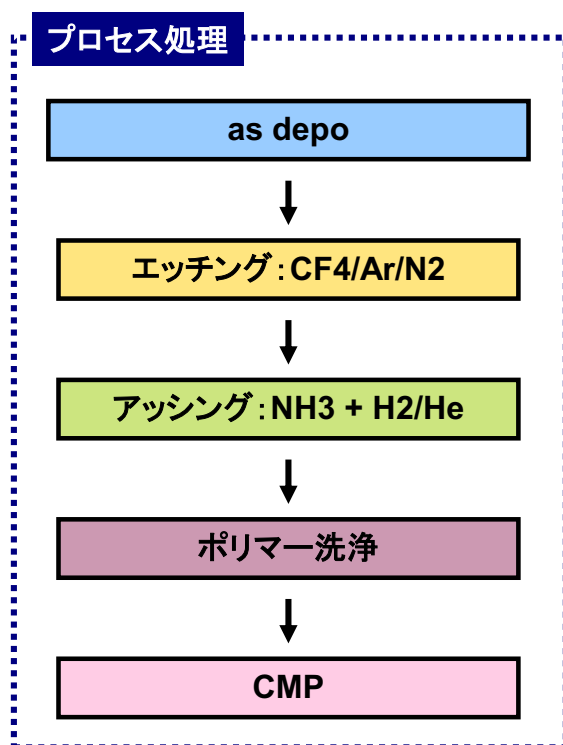 プロセス処理
as depo
エッチング：CF4/Ar/N2
アッシング：NH3 + H2/He
ポリマー洗浄
CMP